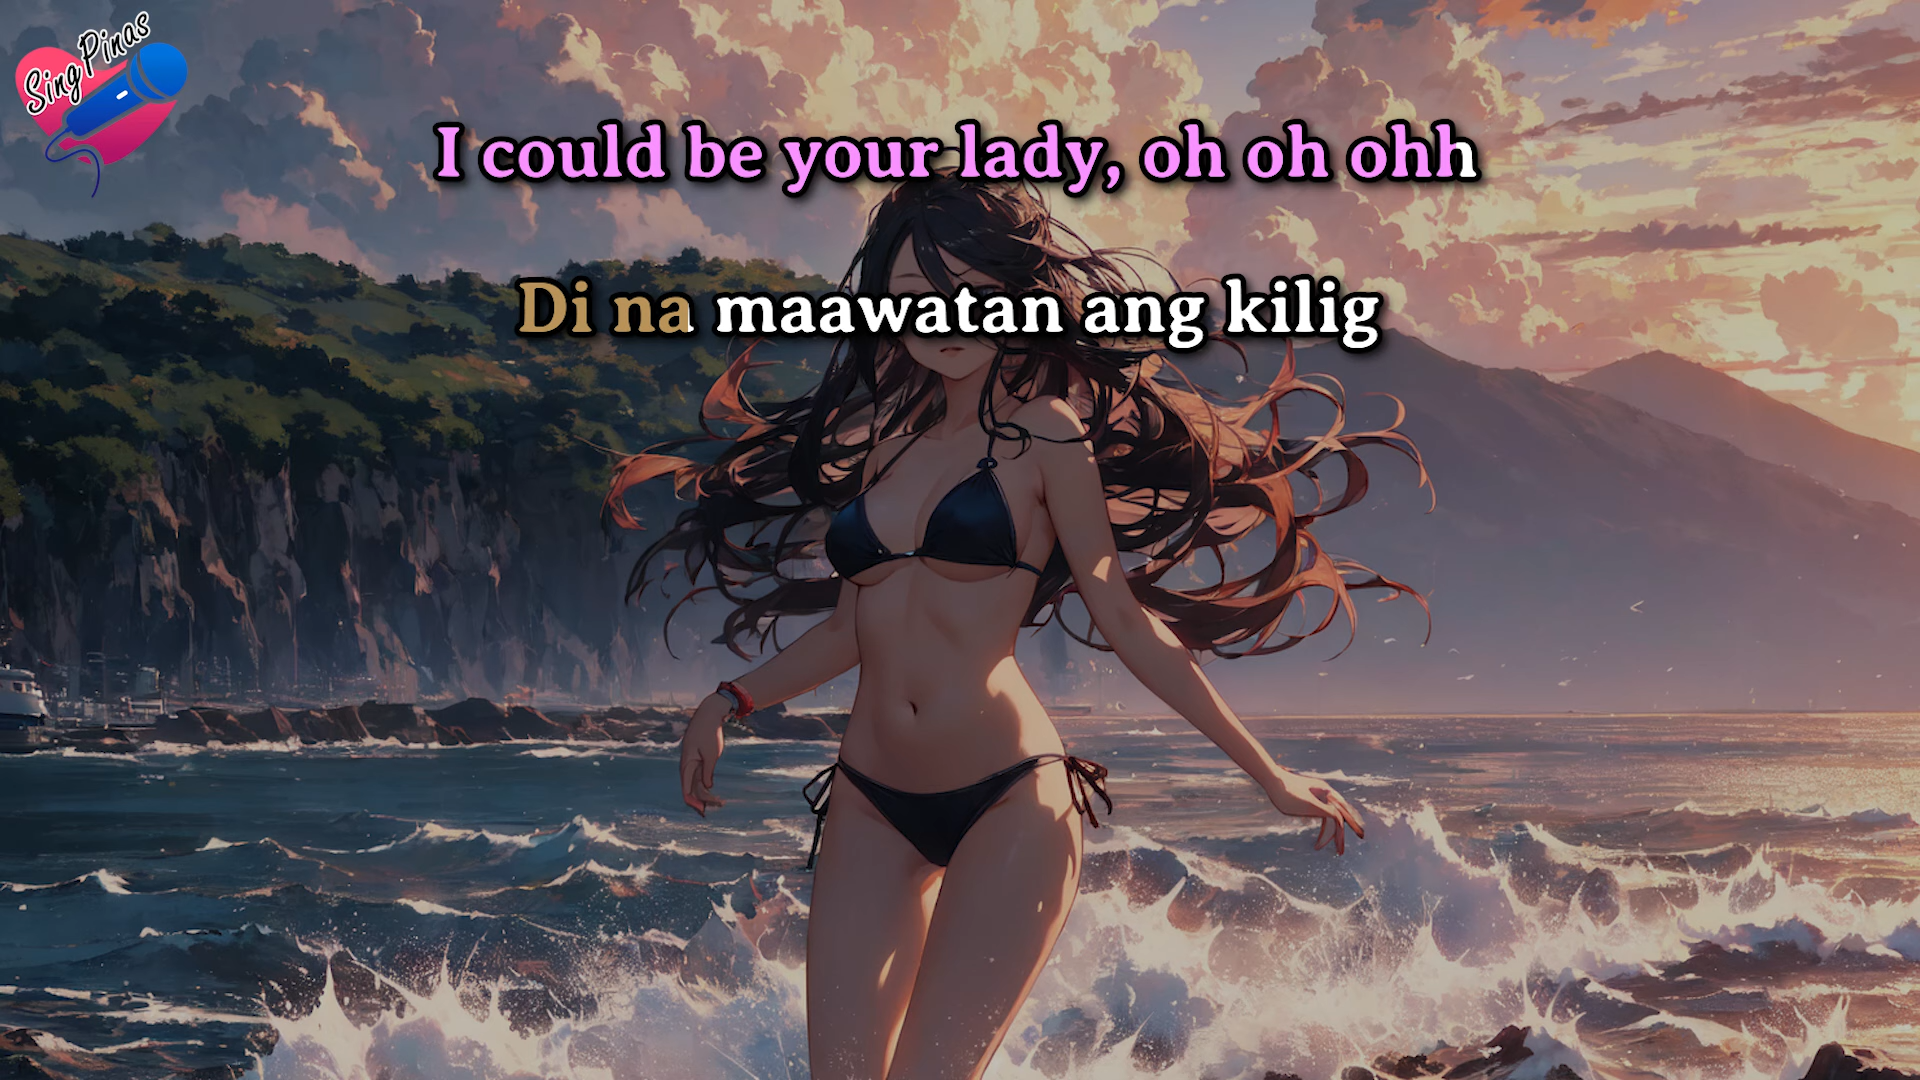 Sing Pinas
I could be your lady, oh oh ohh
Di na maawatan ang kilig